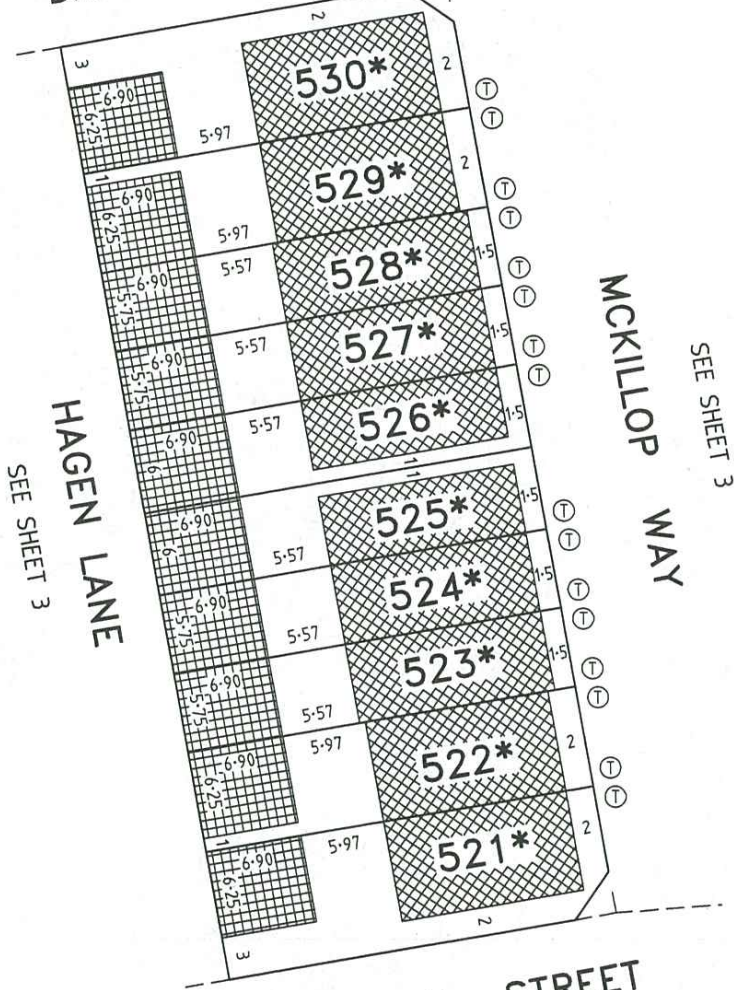 2
3
530*
2
T
T
6·90
6·25
5·97
529*
2
T
T
1
6·90
6·25
5·97
528*
1·5
T
T
5·57
6·90
5·75
527*
1·5
T
T
5·57
6·90
5·75
526*
1·5
5·57
6·90
6
1
1
525*
1·5
T
T
5·57
6·90
6
524*
1·5
T
T
5·57
6·90
5·75
523*
1·5
T
T
5·57
6·90
5·75
522*
2
T
T
5·97
6·90
6·25
1
521*
2
5·97
6·90
6·25
2
3
HAGEN LANE
SEE SHEET 3
MCKILLOP WAY
SEE SHEET 3
STREET